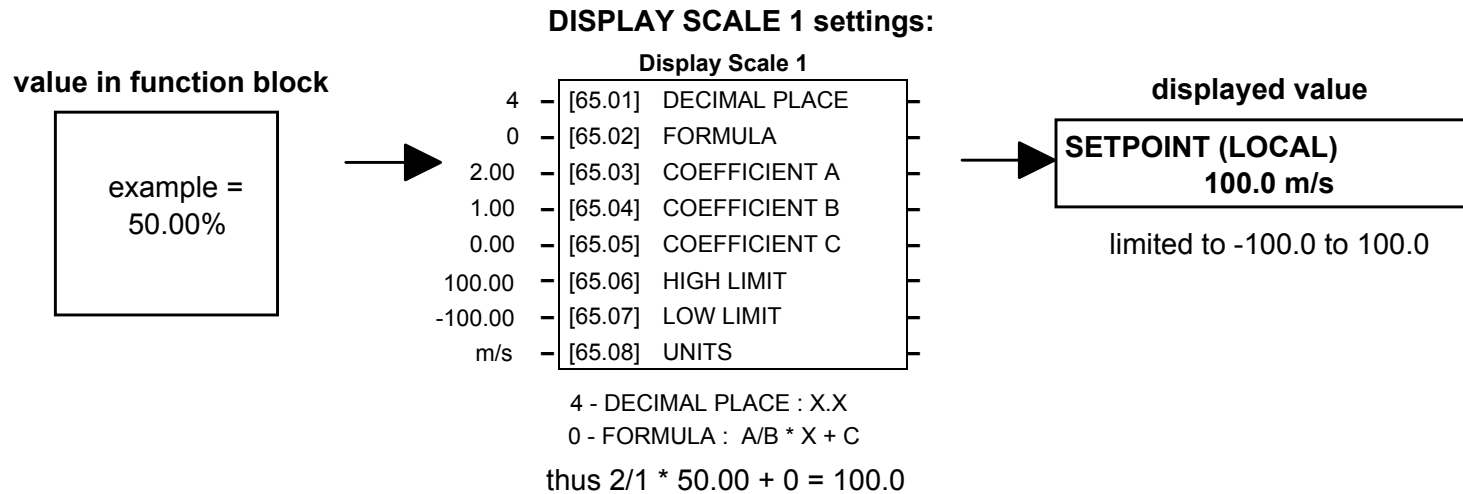 DISPLAY SCALE 1 settings:
value in function block
example =
50.00%
Display Scale 1
4 [65.01] DECIMAL PLACE
0 [65.02] FORMULA
2.00 [65.03] COEFFICIENT A
1.00 [65.04] COEFFICIENT B
0.00 [65.05] COEFFICIENT C
100.00 [65.06] HIGH LIMIT
-100.00 [65.07] LOW LIMIT
m/s [65.08] UNITS
4 - DECIMAL PLACE : X.X
0 - FORMULA : A/B * X + C
thus 2/1 * 50.00 + 0 = 100.0
displayed value
SETPOINT (LOCAL)
100.0 m/s
limited to -100.0 to 100.0